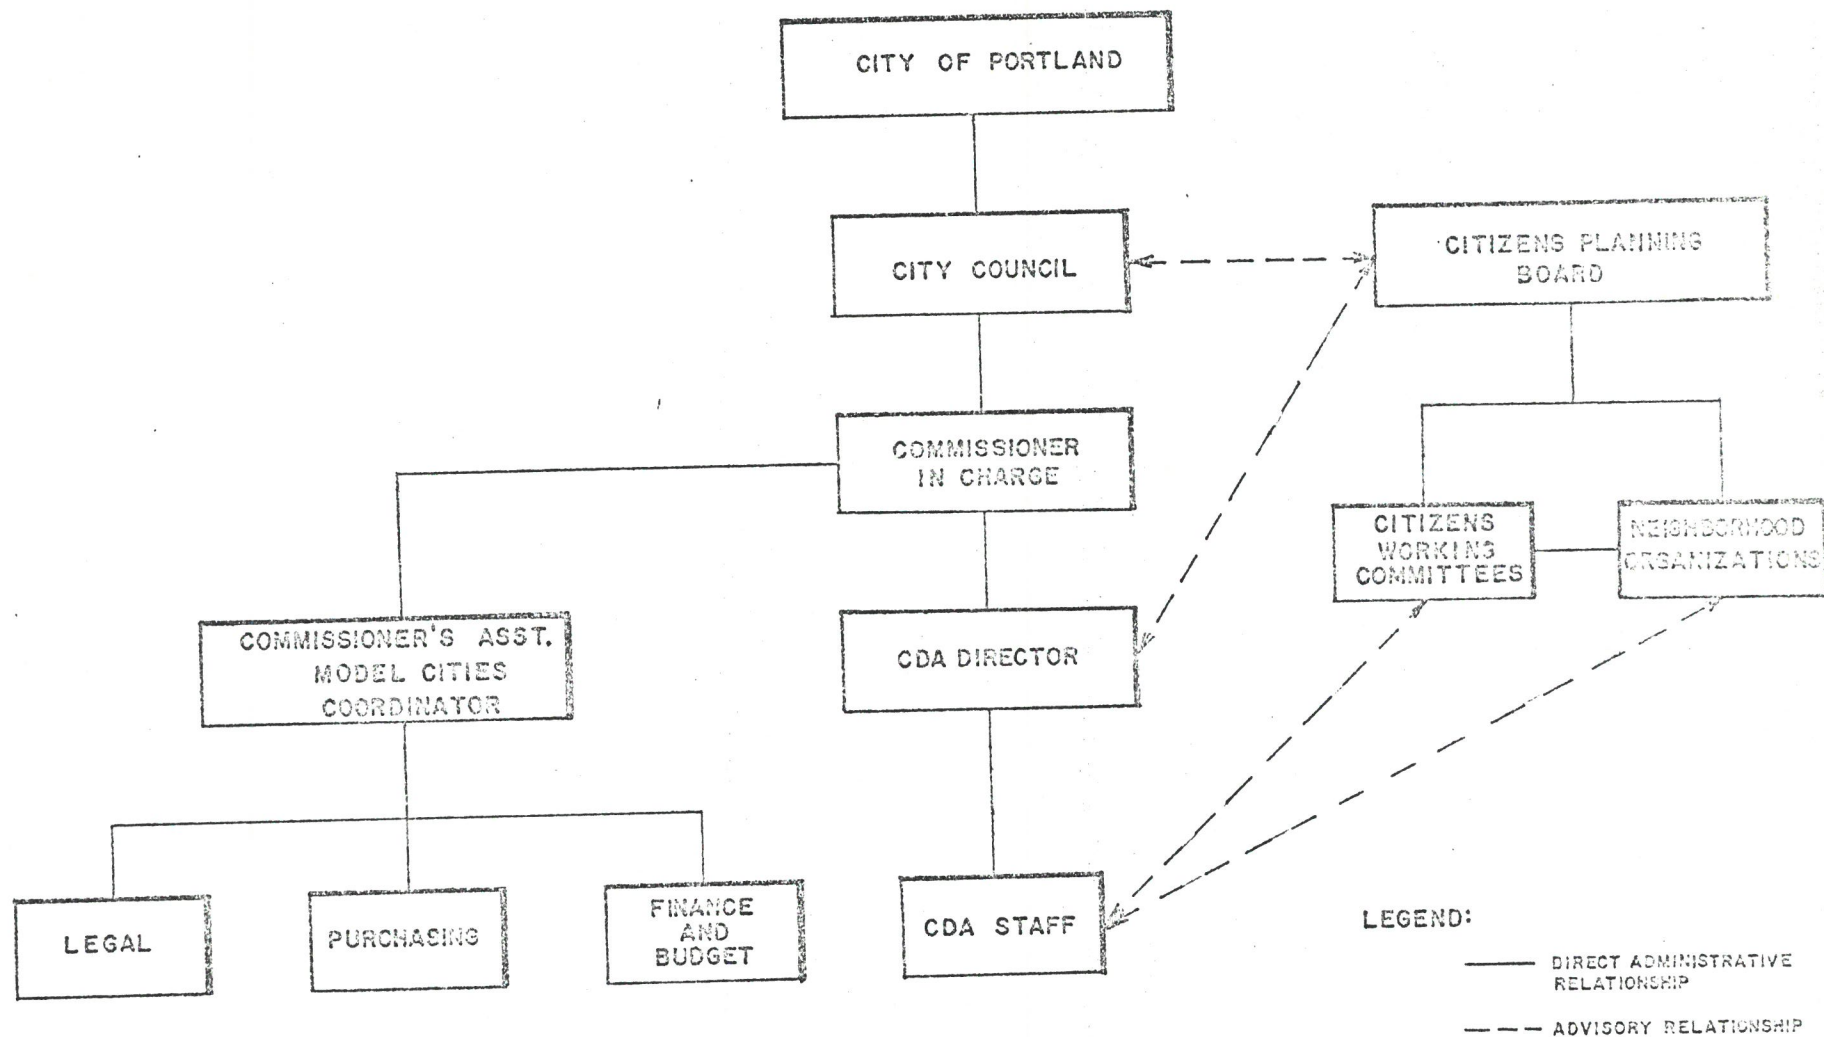 CITY OF PORTLAND
CITY COUNCIL
CITIZENS PLANNING
BOARD
COMMISSIONER
IN CHARGE
CITIZENS
WORKING
COMMITTEES
NEIGHBORHOOD
ORGANIZATIONS
COMMISSIONER'S ASST.
MODEL CITIES
COORDINATOR
CDA DIRECTOR
LEGAL
PURCHASING
FINANCE
AND
BUDGET
CDA STAFF
LEGEND:
DIRECT ADMINISTRATIVE
RELATIONSHIP
ADVISORY RELATIONSHIP